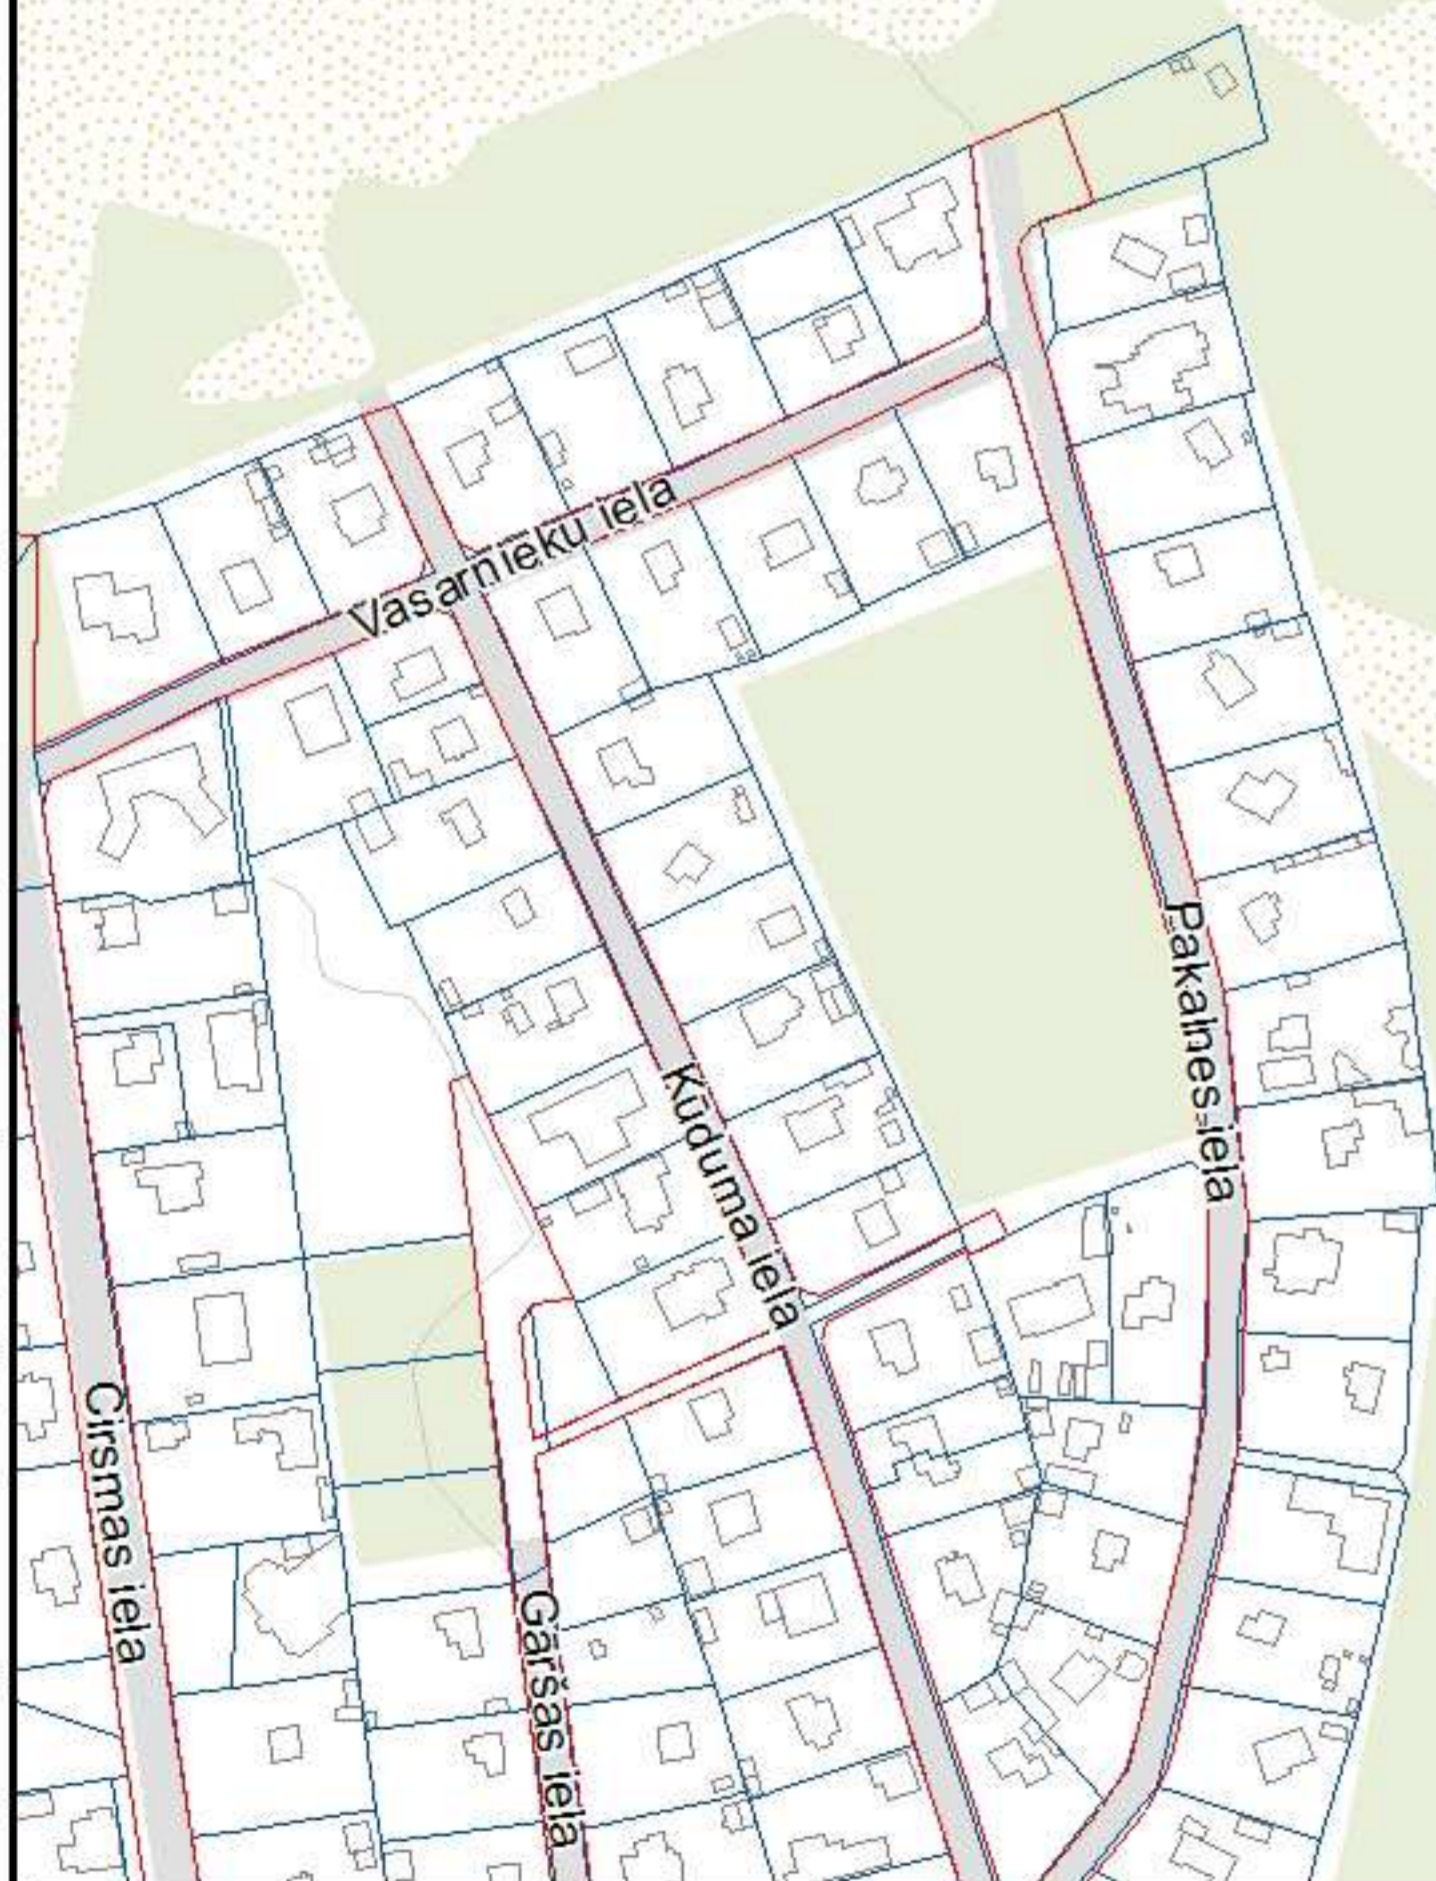 Vasarnieku iela
Pakalnes iela
Kūduma iela
Cirsmas iela
Gāršas iela